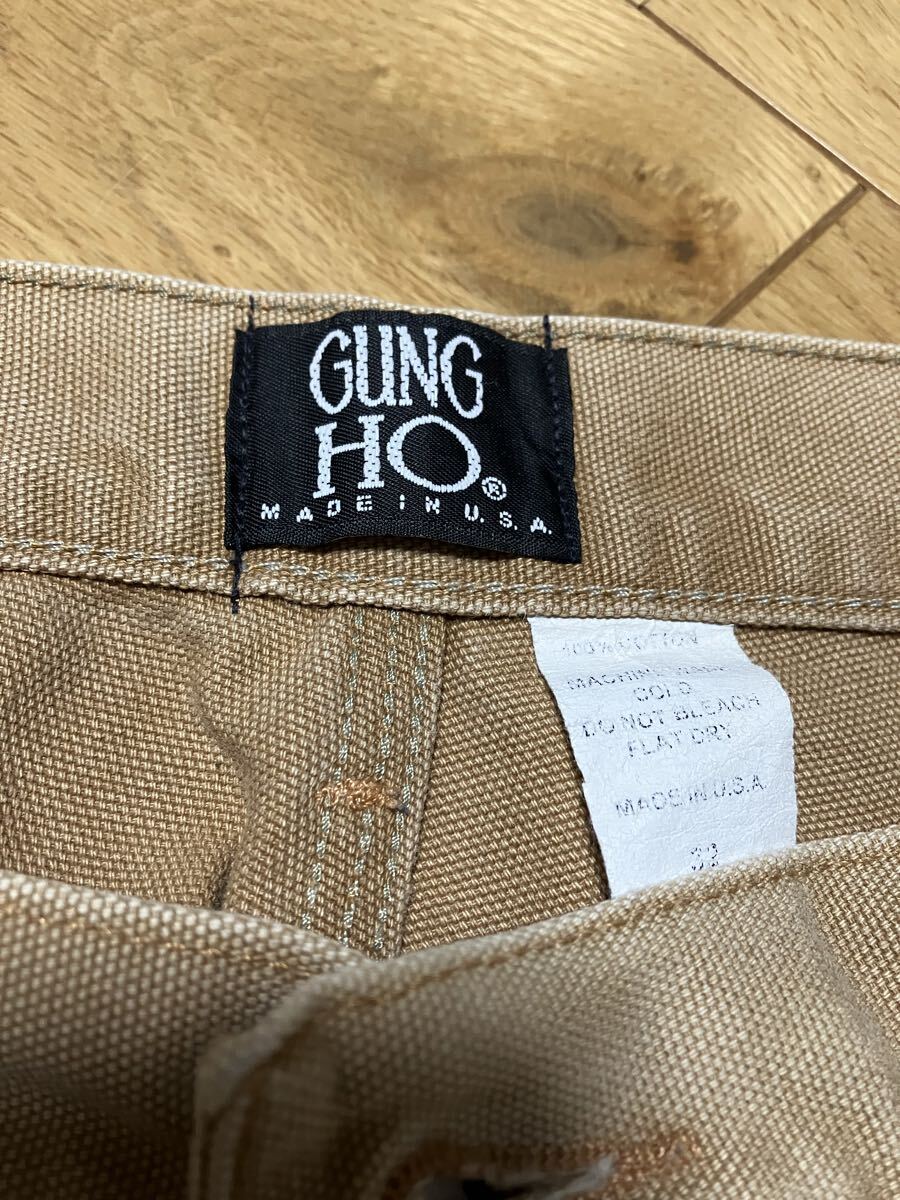 GUNG
HO®
MADE IN U.S.A.
100% COTTON
MACHINE WASH
COLD
DO NOT BLEACH
FLAT DRY
MADE IN U.S.A.